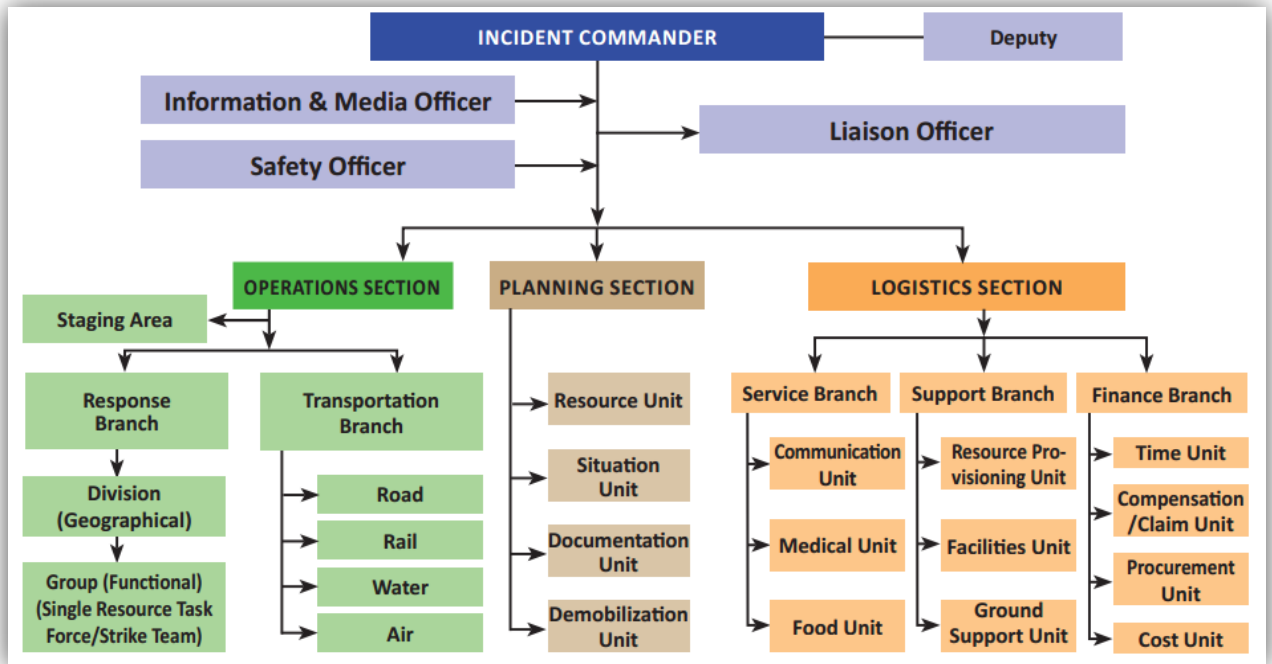 INCIDENT COMMANDER
Deputy
Information & Media Officer
Liaison Officer
Safety Officer
OPERATIONS SECTION
PLANNING SECTION
LOGISTICS SECTION
Staging Area
Response
Branch
Transportation
Branch
Division
(Geographical)
Group (Functional)
(Single Resource Task
Force/Strike Team)
Road
Rail
Water
Air
Resource Unit
Situation
Unit
Documentation
Unit
Demobilization
Unit
Service Branch
Support Branch
Finance Branch
Communication
Unit
Medical Unit
Food Unit
Resource Pro-
visioning Unit
Facilities Unit
Ground
Support Unit
Time Unit
Compensation
/Claim Unit
Procurement
Unit
Cost Unit